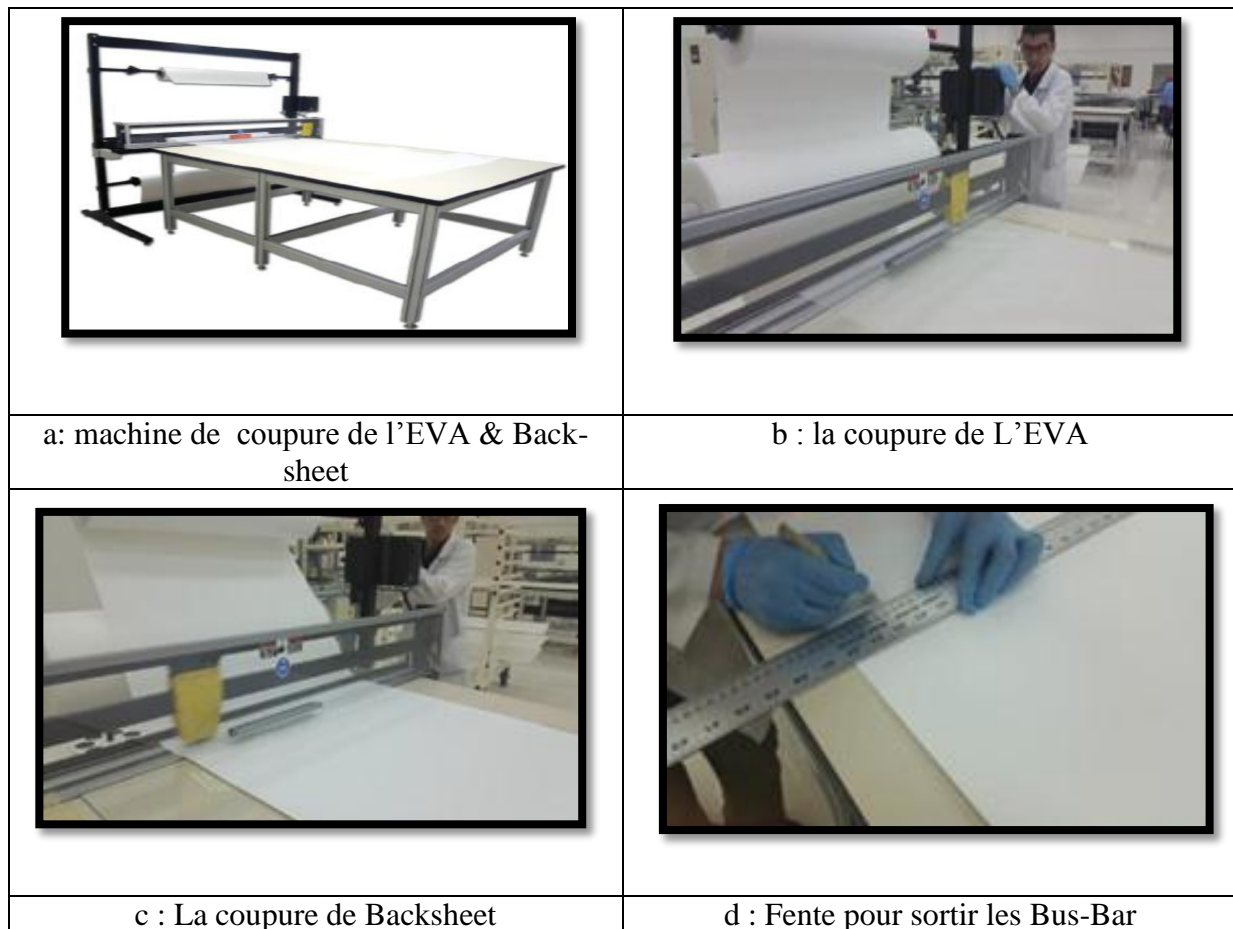 a: machine de coupure de l’EVA & Back-
sheet
b : la coupure de L’EVA
c : La coupure de Backsheet
d : Fente pour sortir les Bus-Bar